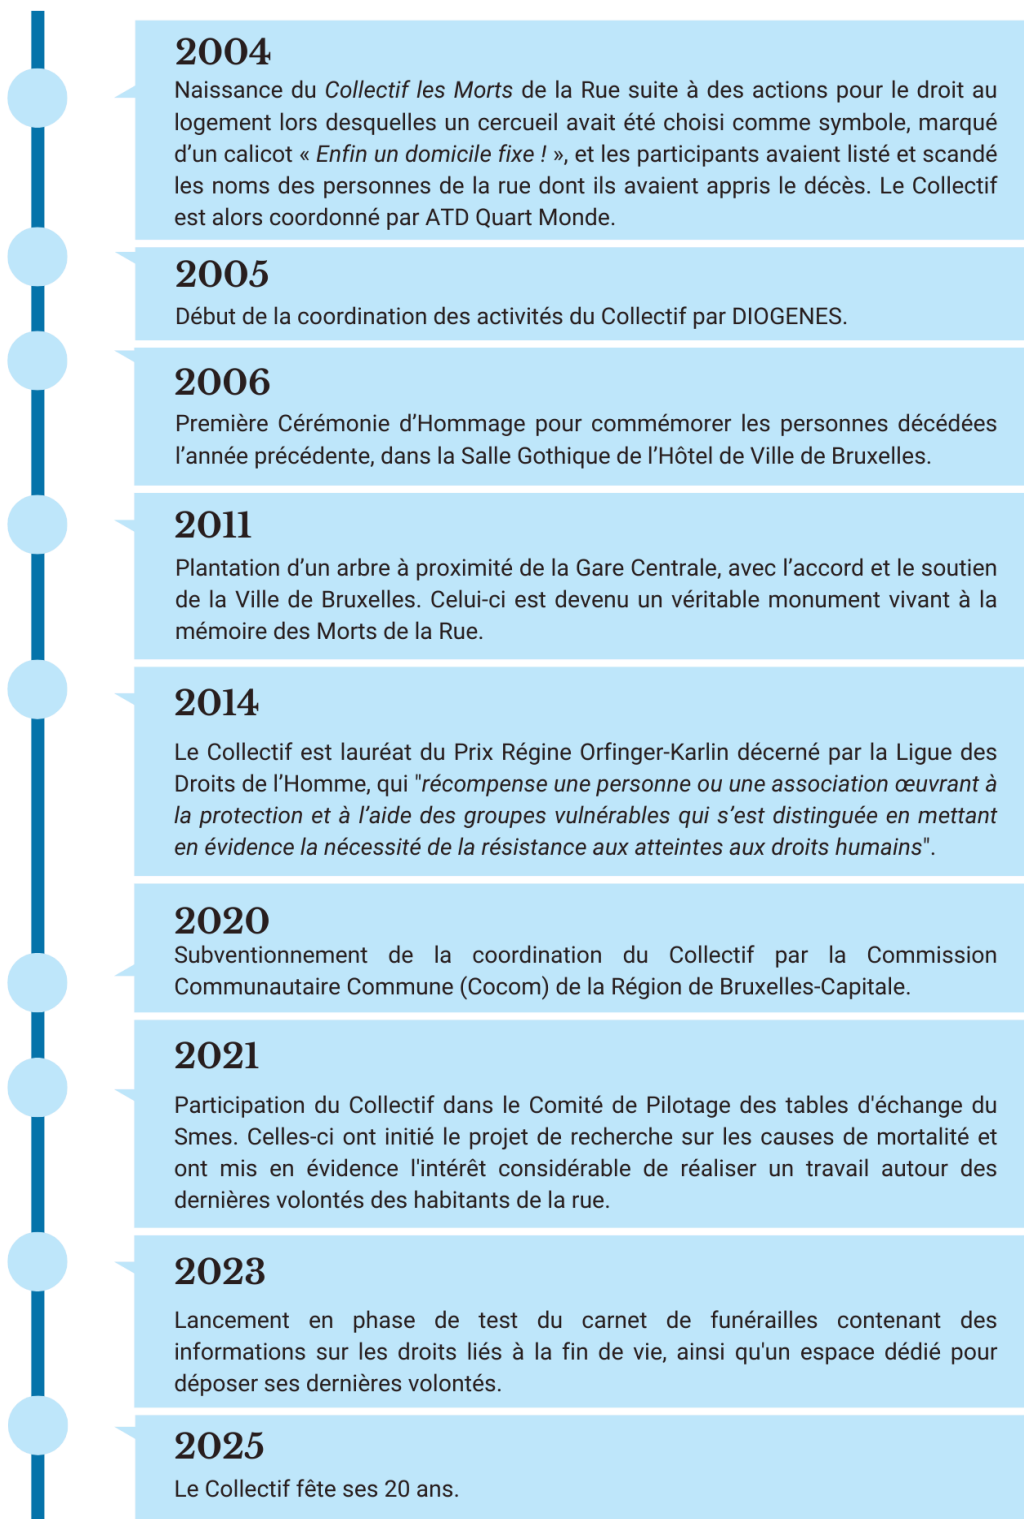 2004
Naissance du Collectif les Morts de la Rue suite à des actions pour le droit au
logement lors desquelles un cercueil avait été choisi comme symbole, marqué
d’un calicot « Enfin un domicile fixe ! », et les participants avaient listé et scandé
les noms des personnes de la rue dont ils avaient appris le décès. Le Collectif
est alors coordonné par ATD Quart Monde.
2005
Début de la coordination des activités du Collectif par DIOGENES.
2006
Première Cérémonie d’Hommage pour commémorer les personnes décédées
l’année précédente, dans la Salle Gothique de l’Hôtel de Ville de Bruxelles.
2011
Plantation d’un arbre à proximité de la Gare Centrale, avec l’accord et le soutien
de la Ville de Bruxelles. Celui-ci est devenu un véritable monument vivant à la
mémoire des Morts de la Rue.
2014
Le Collectif est lauréat du Prix Régine Orfinger-Karlin décerné par la Ligue des
Droits de l’Homme, qui "récompense une personne ou une association œuvrant à
la protection et à l’aide des groupes vulnérables qui s’est distinguée en mettant
en évidence la nécessité de la résistance aux atteintes aux droits humains".
2020
Subventionnement de la coordination du Collectif par la Commission
Communautaire Commune (Cocom) de la Région de Bruxelles-Capitale.
2021
Participation du Collectif dans le Comité de Pilotage des tables d'échange du
Smes. Celles-ci ont initié le projet de recherche sur les causes de mortalité et
ont mis en évidence l'intérêt considérable de réaliser un travail autour des
dernières volontés des habitants de la rue.
2023
Lancement en phase de test du carnet de funérailles contenant des
informations sur les droits liés à la fin de vie, ainsi qu'un espace dédié pour
déposer ses dernières volontés.
2025
Le Collectif fête ses 20 ans.